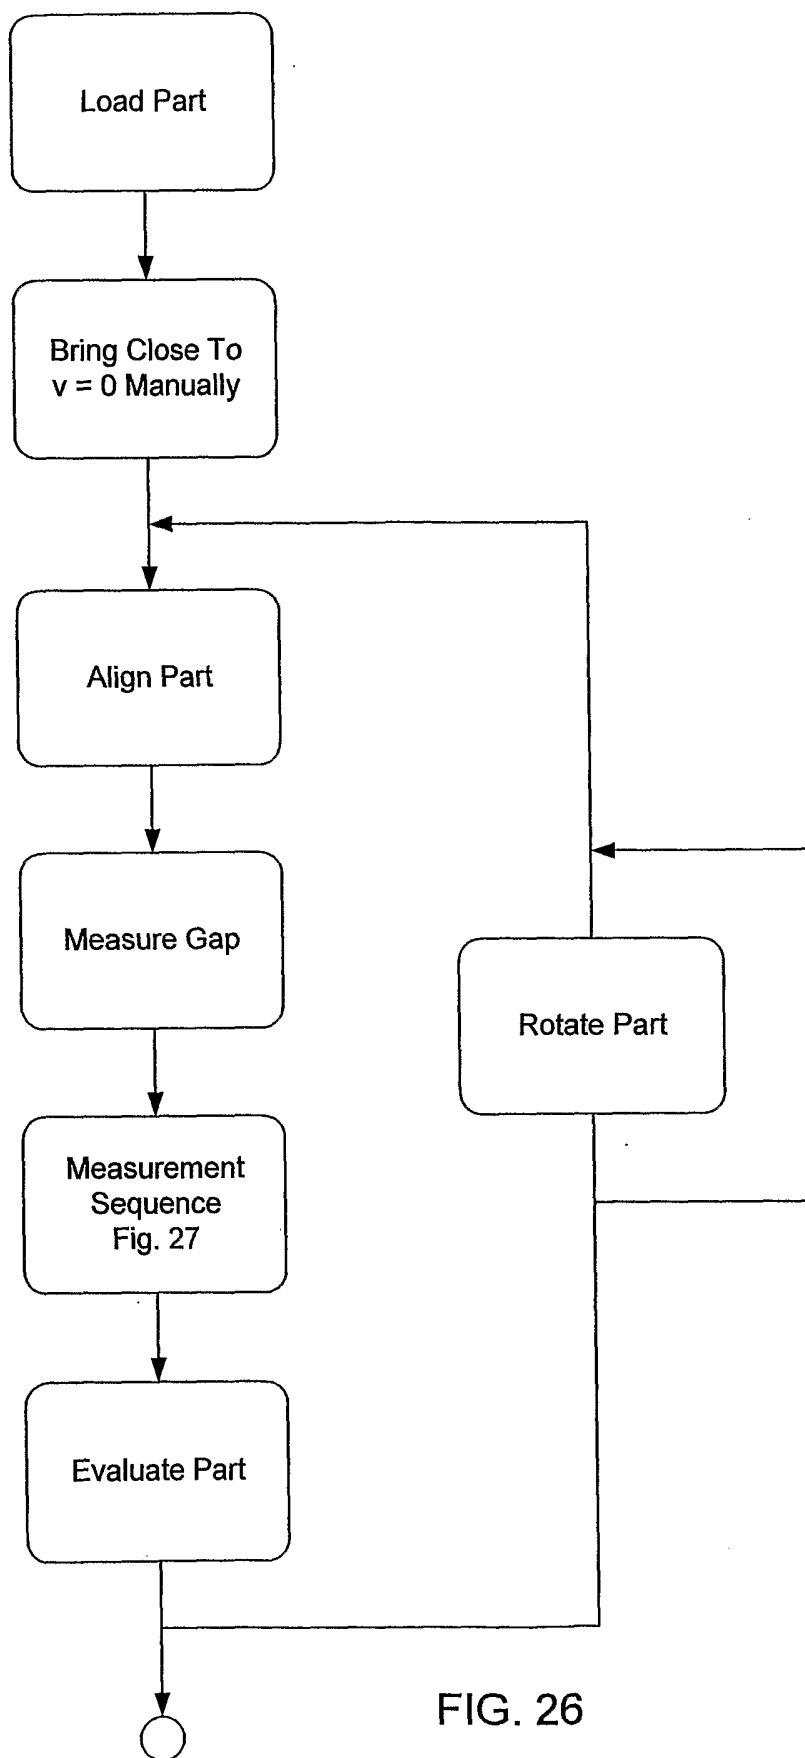 Load Part
Bring Close To
v = 0 Manually
Align Part
Measure Gap
Rotate Part
Measurement
Sequence
Fig. 27
Evaluate Part
FIG. 26